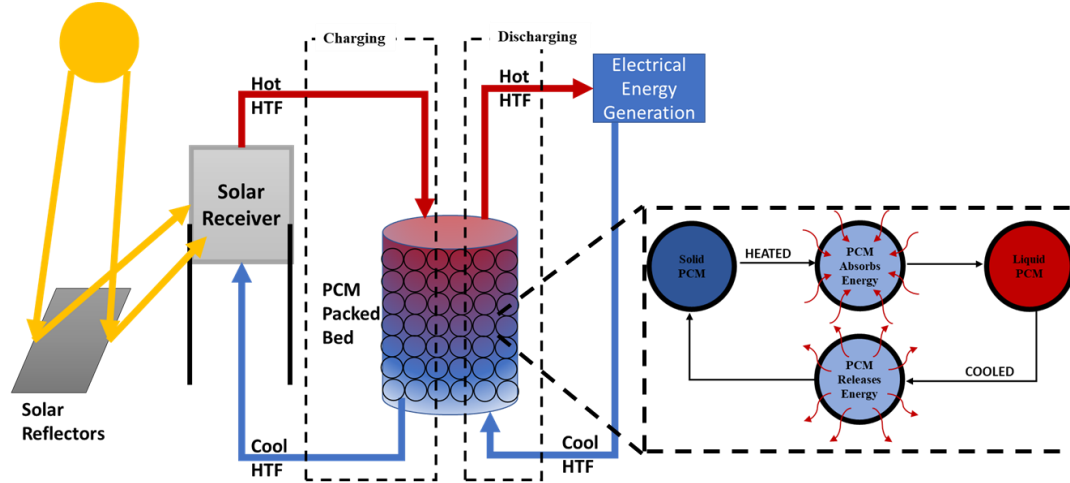 Charging
Discharging
Hot
HTF
Hot
HTF
Electrical
Energy
Generation
Solar
Receiver
PCM
Packed
Bed
Solar
Reflectors
Cool
HTF
Cool
HTF
Solid
PCM
HEATED
PCM
Absorbs
Energy
Liquid
PCM
PCM
Releases
Energy
COOLED